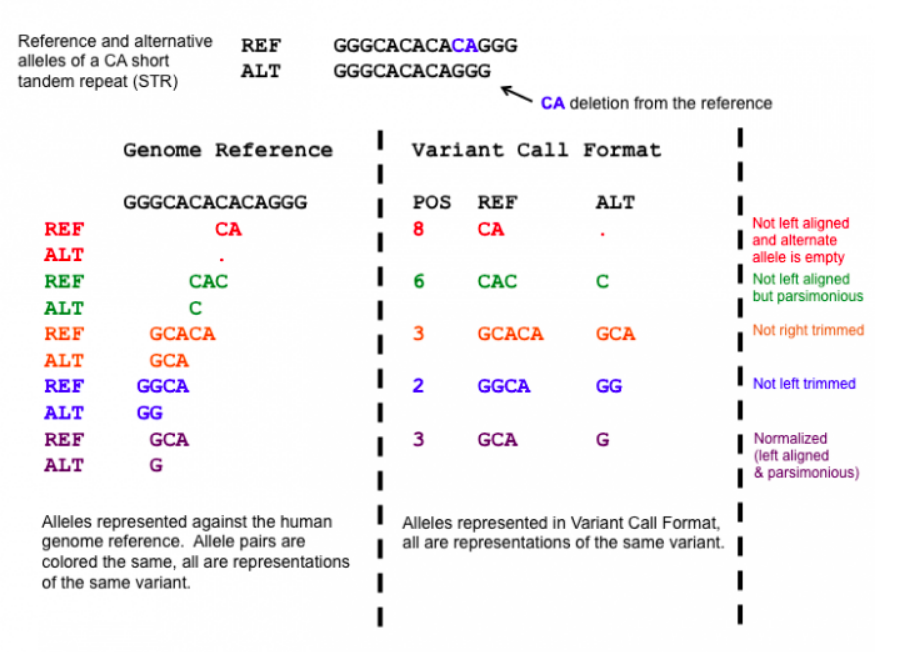 Reference and alternative
alleles of a CA short
tandem repeat (STR)
REF GGGCACACACAGGG
ALT GGGCACACAGGG
CA deletion from the reference
Genome Reference
GGGCACACACAGGG
REF CA
ALT .
REF CAC
ALT C
REF GCACA
ALT GCA
REF GGCA
ALT GG
REF GCA
ALT G
Alleles represented against the human
genome reference. Allele pairs are
colored the same, all are representations
of the same variant.
Variant Call Format
POS REF ALT
8 CA .
6 CAC C
3 GCACA GCA
2 GGCA GG
3 GCA G
Alleles represented in Variant Call Format,
all are representations of the same variant.
Not left aligned
and alternate
allele is empty
Not left aligned
but parsimonious
Not right trimmed
Not left trimmed
Normalized
(left aligned
& parsimonious)